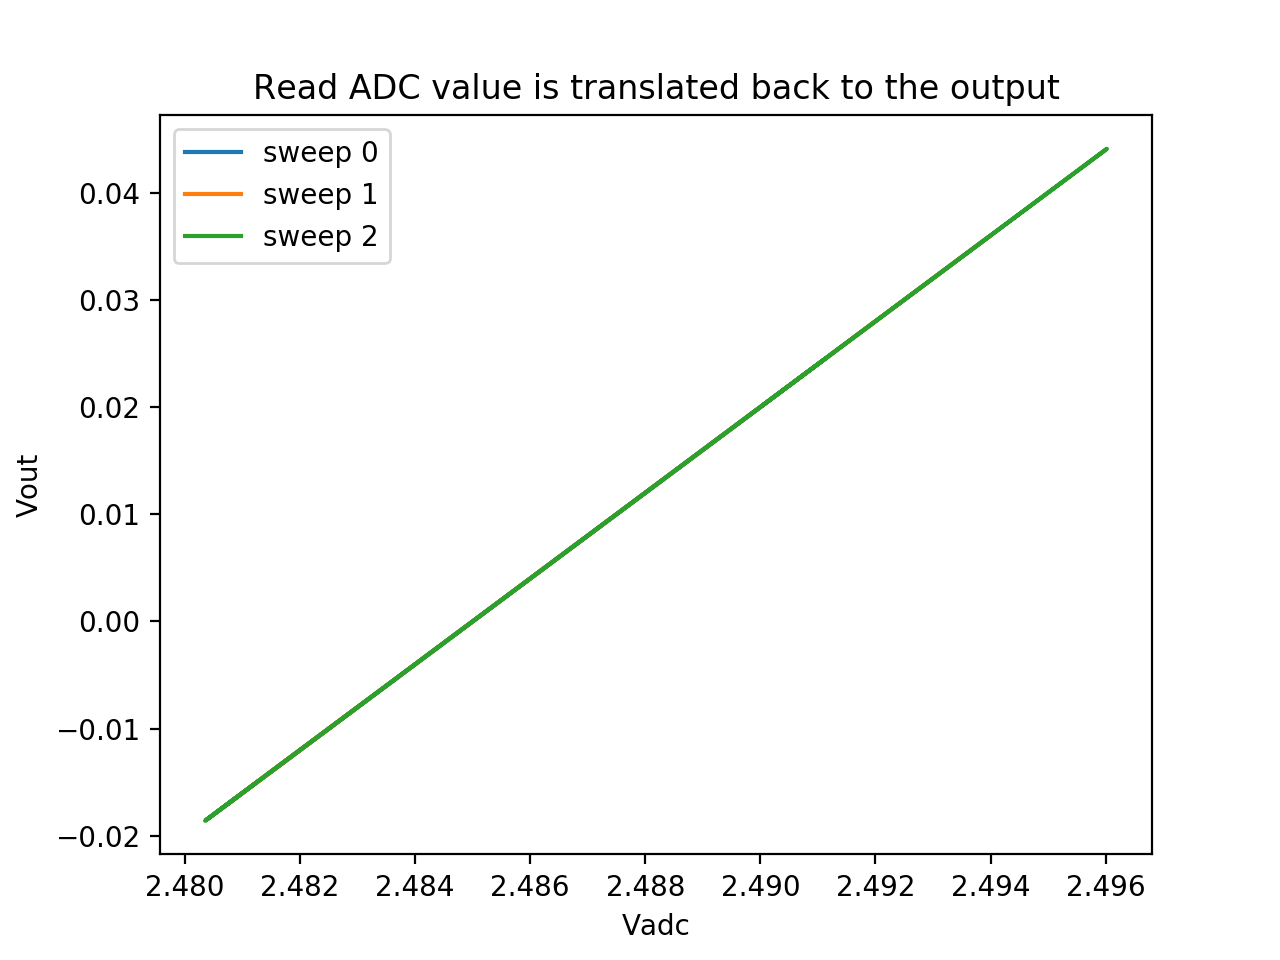 Read ADC value is translated back to the output
sweep 0
sweep 1
sweep 2
0.04
0.03
0.02
0.01
0.00
−0.01
−0.02
Vout
2.480 2.482 2.484 2.486 2.488 2.490 2.492 2.494 2.496
Vadc